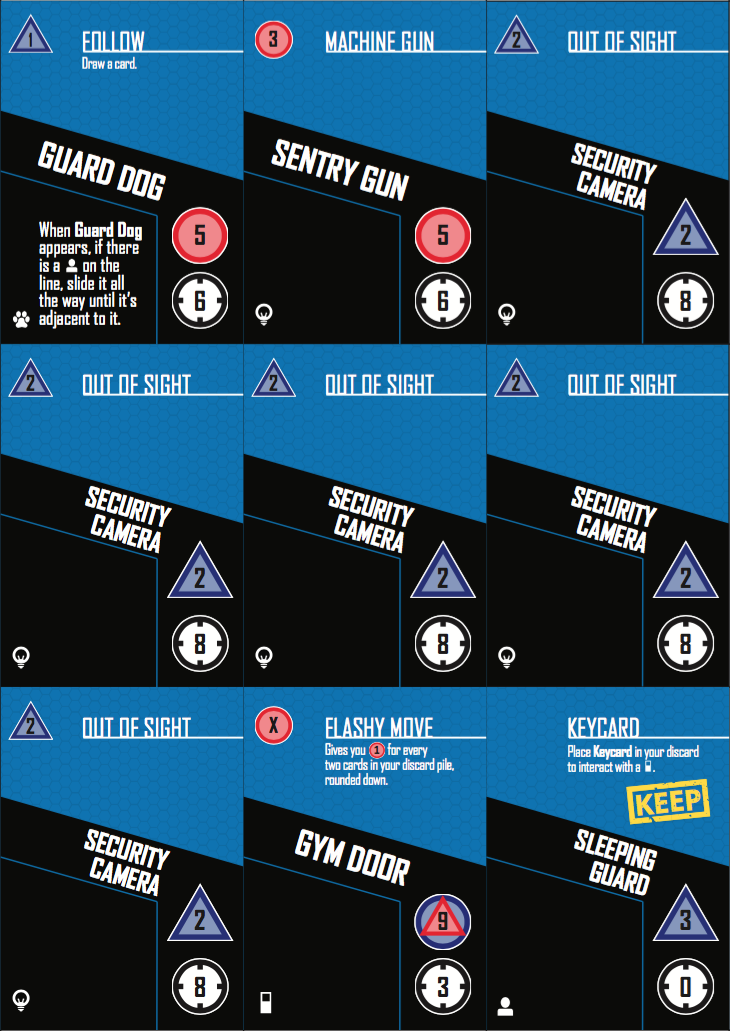 1
FOLLOW
Draw a card.
GUARD DOG
When Guard Dog
appears, if there
is a on the
line, slide it all
the way until it's
adjacent to it.
5
6
3
MACHINE GUN
SENTRY GUN
5
6
2
OUT OF SIGHT
SECURITY
CAMERA
2
8
2
OUT OF SIGHT
SECURITY
CAMERA
2
8
2
OUT OF SIGHT
SECURITY
CAMERA
2
8
2
OUT OF SIGHT
SECURITY
CAMERA
2
8
2
OUT OF SIGHT
SECURITY
CAMERA
2
8
X
FLASHY MOVE
Gives you 1 for every
two cards in your discard pile,
rounded down.
GYM DOOR
9
3
KEYCARD
Place Keycard in your discard
to interact with a .
KEEP
SLEEPING
GUARD
3
0